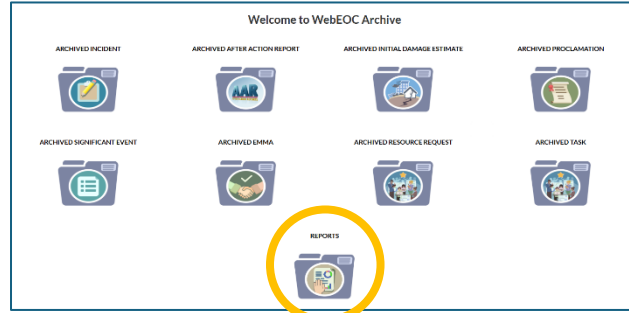 Welcome to WebEOC Archive
ARCHIVED INCIDENT
ARCHIVED AFTER ACTION REPORT
ARCHIVED INITIAL DAMAGE ESTIMATE
ARCHIVED PROCLAMATION
AAR
ARCHIVED SIGNIFICANT EVENT
ARCHIVED EMMA
ARCHIVED RESOURCE REQUEST
ARCHIVED TASK
REPORTS